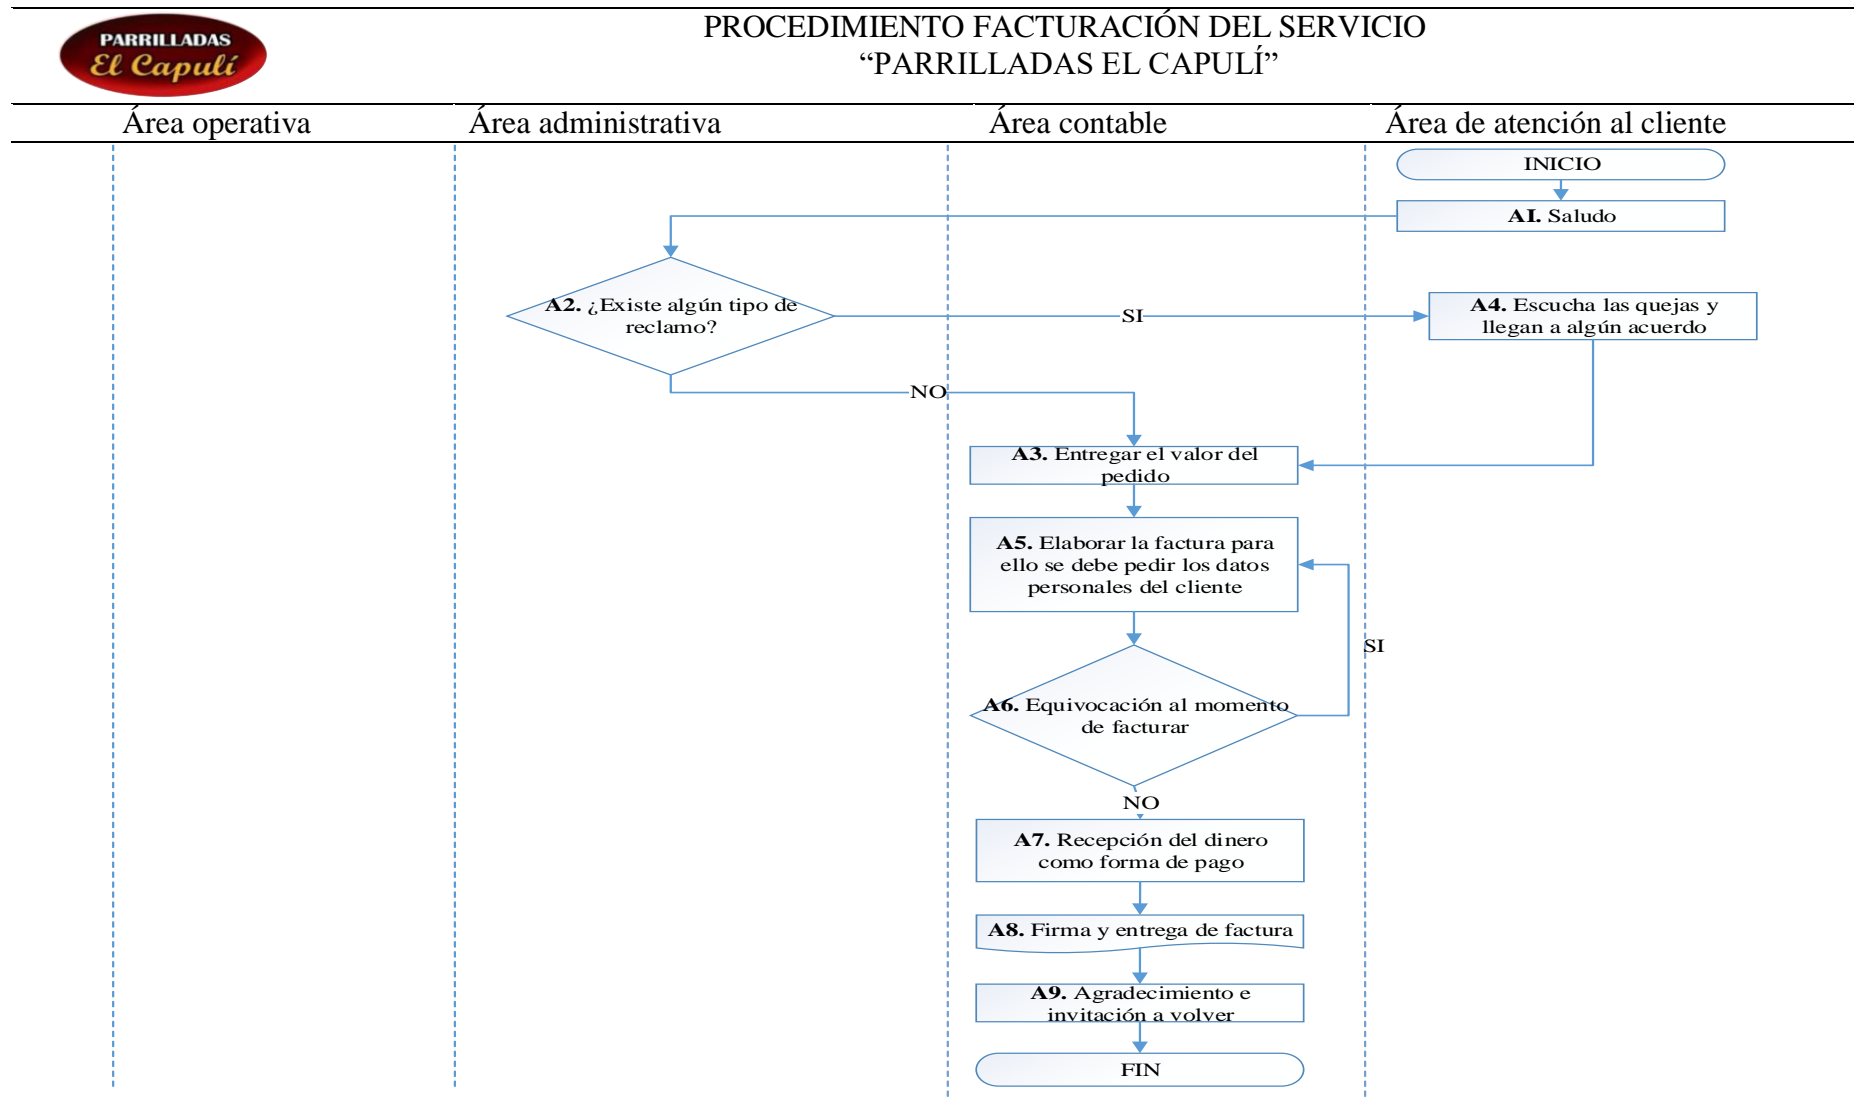 PARRILLADAS
El Capulí
PROCEDIMIENTO FACTURACIÓN DEL SERVICIO
“PARRILLADAS EL CAPULÍ”
Área operativa
Área administrativa
Área contable
Área de atención al cliente
INICIO
AI. Saludo
A2. ¿Existe algún tipo de
reclamo?
SI
A4. Escucha las quejas y
llegan a algún acuerdo
NO
A3. Entregar el valor del
pedido
A5. Elaborar la factura para
ello se debe pedir los datos
personales del cliente
SI
A6. Equivocación al momento
de facturar
NO
A7. Recepción del dinero
como forma de pago
A8. Firma y entrega de factura
A9. Agradecimiento e
invitación a volver
FIN